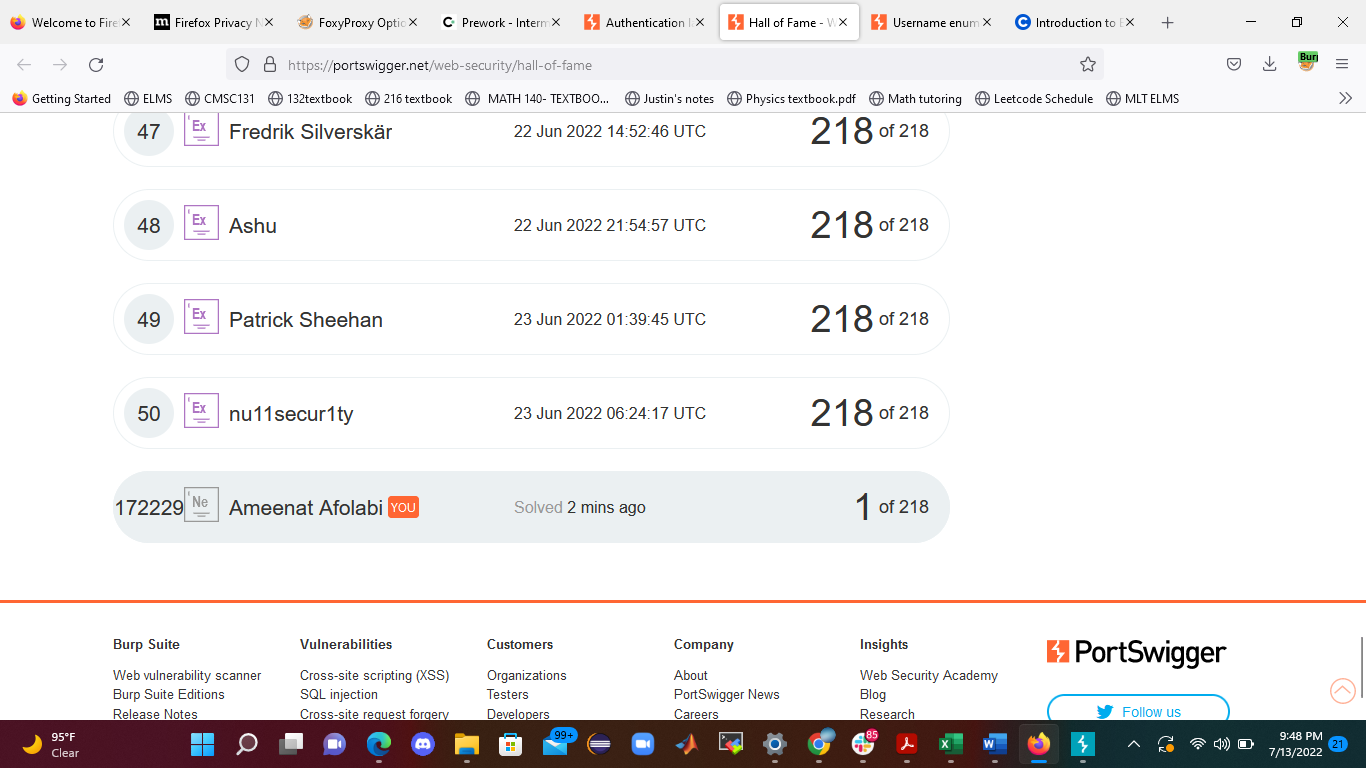 Welcome to Firef
Firefox Privacy N
FoxyProxy Optio
Prework - Interm
Authentication l
Hall of Fame - W
Username enum
Introduction to E
https://portswigger.net/web-security/hall-of-fame
Burp
Getting Started
ELMS
CMSC131
132textbook
216 textbook
MATH 140- TEXTBOO...
Justin's notes
Physics textbook.pdf
Math tutoring
Leetcode Schedule
MLT ELMS
47 Ex Fredrik Silverskär 22 Jun 2022 14:52:46 UTC 218 of 218
48 Ex Ashu 22 Jun 2022 21:54:57 UTC 218 of 218
49 Ex Patrick Sheehan 23 Jun 2022 01:39:45 UTC 218 of 218
50 Ex nu11secur1ty 23 Jun 2022 06:24:17 UTC 218 of 218
172229 Ne Ameenat Afolabi YOU Solved 2 mins ago 1 of 218
Burp Suite
Web vulnerability scanner
Burp Suite Editions
Release Notes
Vulnerabilities
Cross-site scripting (XSS)
SQL injection
Cross-site request forgery
Customers
Organizations
Testers
Developers
Company
About
PortSwigger News
Careers
Insights
Web Security Academy
Blog
Research
PortSwigger
Follow us
95°F
Clear
99+
85
9:48 PM
7/13/2022
21